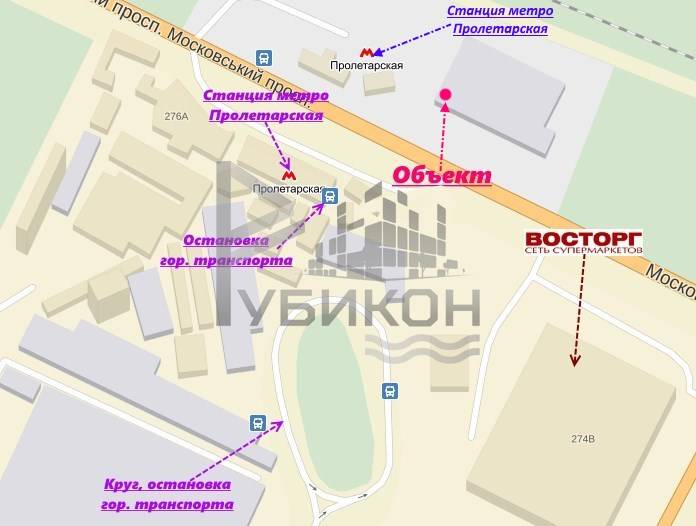 Станция метро
Пролетарская
й просп. Московський просп.
Пролетарская
276А
Станция метро
Пролетарская
Объект
Пролетарская
Остановка
гор. транспорта
ВОСТОРГ
СЕТЬ СУПЕРМАРКЕТОВ
Моско
РУБИКОН
274В
Круг, остановка
гор. транспорта